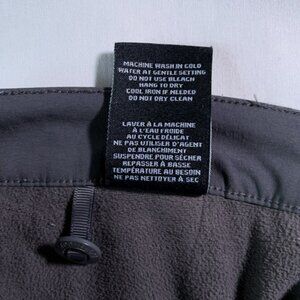 MACHINE WASH IN COLD
WATER AT GENTLE SETTING
DO NOT USE BLEACH
HANG TO DRY
COOL IRON IF NEEDED
DO NOT DRY CLEAN
LAVER À LA MACHINE
À L'EAU FROIDE
AU CYCLE DÉLICAT
NE PAS UTILISER D'AGENT
DE BLANCHIMENT
SUSPENDRE POUR SÉCHER
REPASSER À BASSE
TEMPÉRATURE AU BESOIN
NE PAS NETTOYER À SEC